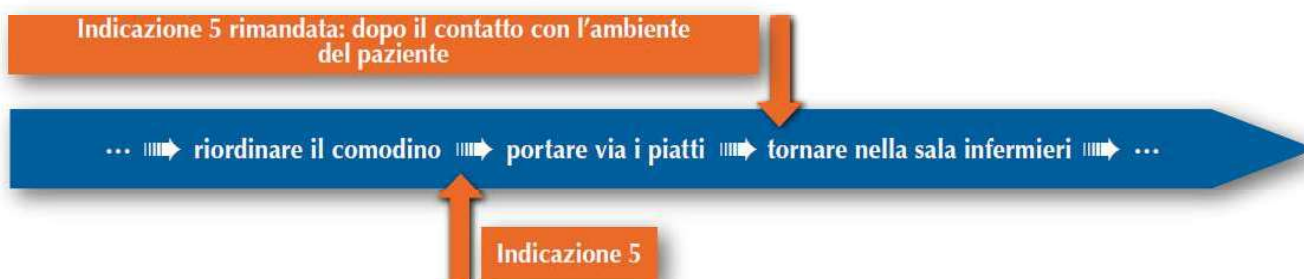 Indicazione 5 rimandata: dopo il contatto con l'ambiente
del paziente
... riordinare il comodino portare via i piatti tornare nella sala infermieri ...
Indicazione 5